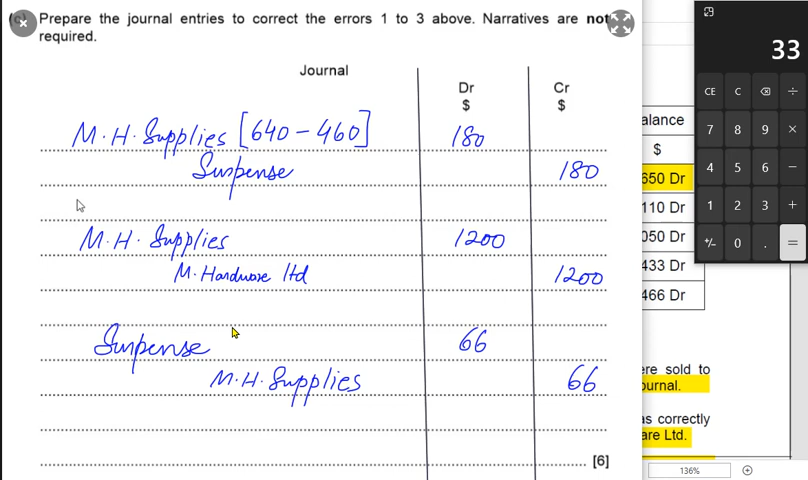 (c) Prepare the journal entries to correct the errors 1 to 3 above. Narratives are not
required.
Journal
Dr
$
Cr
$
M.H. Supplies [640 – 460] 180
Suspense 180
M.H. Supplies 1200
M. Hardware ltd 1200
Suspense 66
M.H. Supplies 66
[6]
33
CE C ÷
7 8 9 ×
4 5 6 −
1 2 3 +
+/− 0 . =
alance
$
650 Dr
110 Dr
050 Dr
433 Dr
466 Dr
ere sold to
ournal.
as correctly
are Ltd.
136%